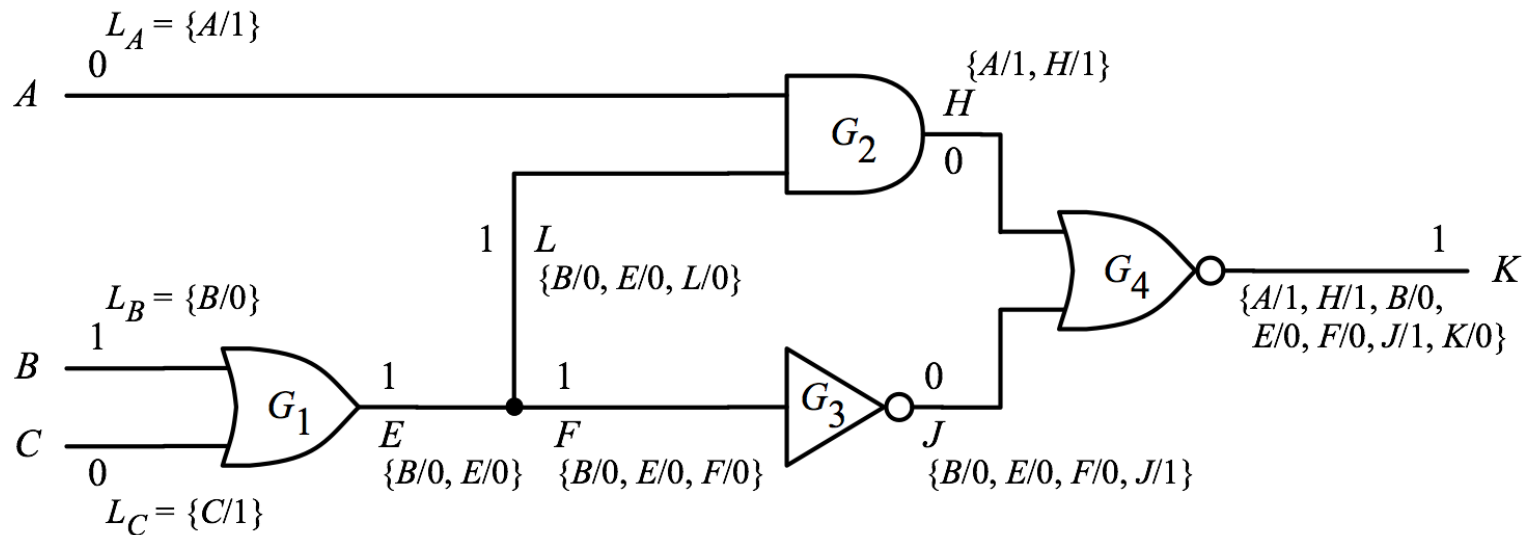 L_A = {A/1}
0
A
{A/1, H/1}
H
G_2
0
1
L
{B/0, E/0, L/0}
1
G_4
K
{A/1, H/1, B/0,
E/0, F/0, J/1, K/0}
L_B = {B/0}
1
B
G_1
1
1
G_3
0
C
E
F
J
0
{B/0, E/0}
{B/0, E/0, F/0}
{B/0, E/0, F/0, J/1}
L_C = {C/1}